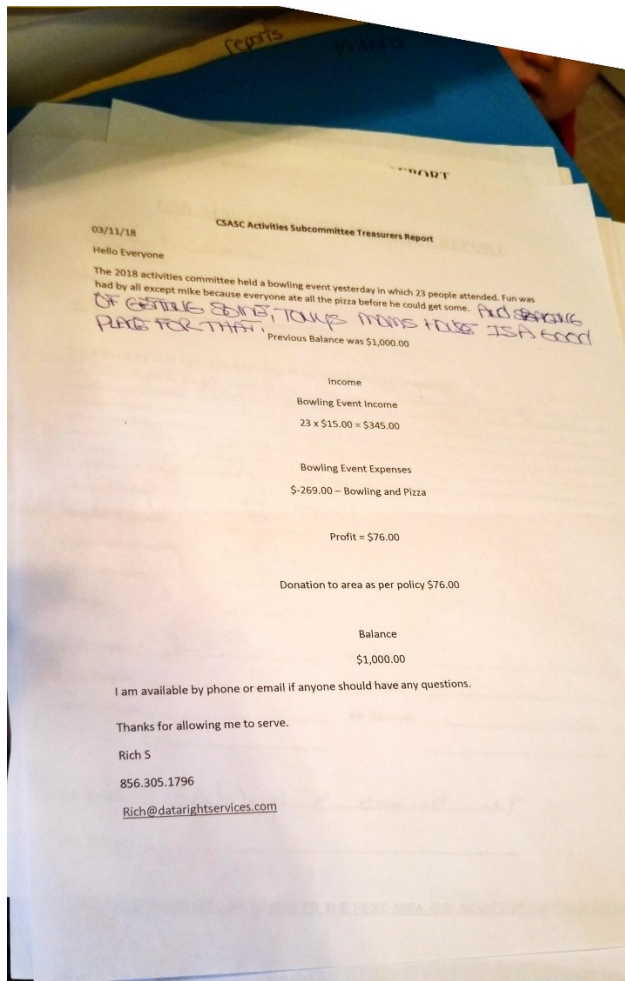 reports
CSASC Activities Subcommittee Treasurers Report
03/11/18
Hello Everyone
The 2018 activities committee held a bowling event yesterday in which 23 people attended. Fun was
had by all except mike because everyone ate all the pizza before he could get some. AND SPEAKING
OF GETTING SOME, TONYS MOMS HOUSE IS A GOOD
PLACE FOR THAT.
Previous Balance was $1,000.00
Income
Bowling Event Income
23 x $15.00 = $345.00
Bowling Event Expenses
$-269.00 – Bowling and Pizza
Profit = $76.00
Donation to area as per policy $76.00
Balance
$1,000.00
I am available by phone or email if anyone should have any questions.
Thanks for allowing me to serve.
Rich S
856.305.1796
Rich@datarightservices.com